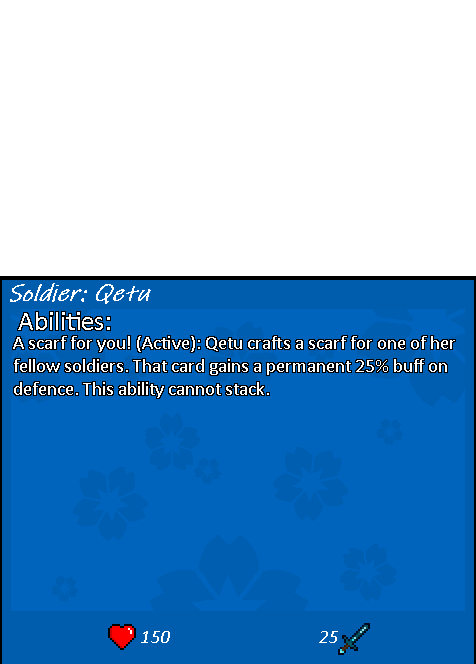 Soldier: Qetu
Abilities:
A scarf for you! (Active): Qetu crafts a scarf for one of her
fellow soldiers. That card gains a permanent 25% buff on
defence. This ability cannot stack.
150
25